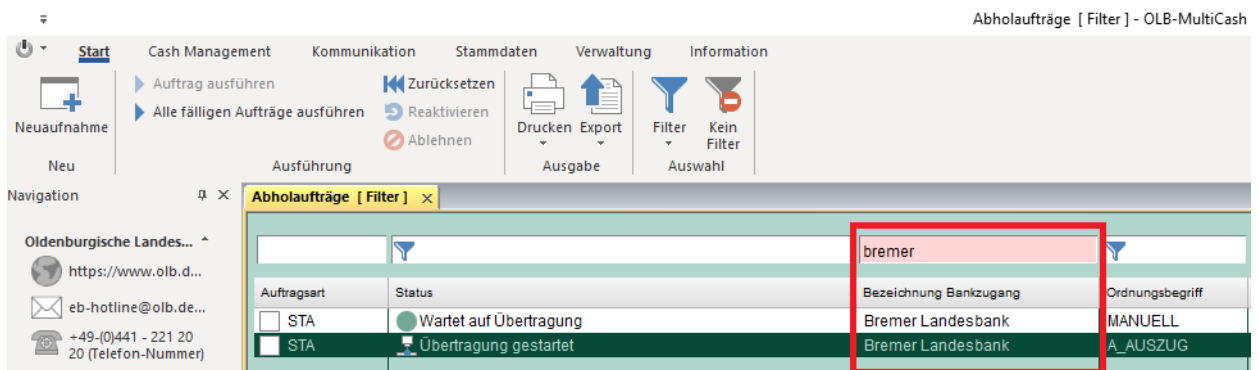 Abholaufträge [ Filter ] - OLB-MultiCash
Start Cash Management Kommunikation Stammdaten Verwaltung Information
Neuaufnahme
Neu
Auftrag ausführen
Alle fälligen Aufträge ausführen
Zurücksetzen
Reaktivieren
Ablehnen
Ausführung
Drucken Export
Ausgabe
Filter Kein Filter
Auswahl
Navigation
Oldenburgische Landes...
https://www.olb.d...
eb-hotline@olb.de...
+49-(0)441 - 221 20
20 (Telefon-Nummer)
Abholaufträge [ Filter ]
bremer
Auftragsart Status Bezeichnung Bankzugang Ordnungsbegriff
STA Wartet auf Übertragung Bremer Landesbank MANUELL
STA Übertragung gestartet Bremer Landesbank A_AUSZUG